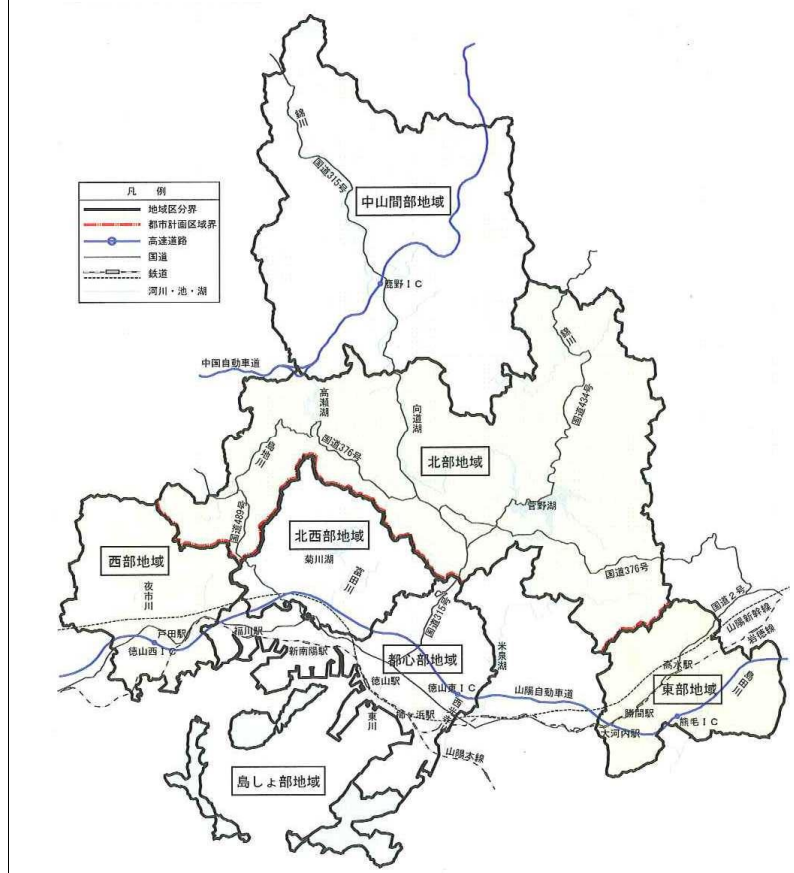 錦川
国道315号
中山間部地域
凡例
地域区分界
都市計画区域界
高速道路
国道
鉄道
河川・池・湖
鹿野IC
錦川
中国自動車道
高瀬湖
向道湖
国道434号
島地川
国道376号
北部地域
国道489号
菅野湖
北西部地域
西部地域
菊川湖
富田川
国道376号
夜市川
国道315号
国道2号
山陽新幹線
岩徳線
戸田駅
福川駅
米泉湖
徳山西IC
新南陽駅
都心部地域
高水駅
徳山駅
徳山東IC
山陽自動車道
東部地域
島田川
東川
櫛ヶ浜駅
勝間駅
熊毛IC
大河内駅
山陽本線
島しょ部地域